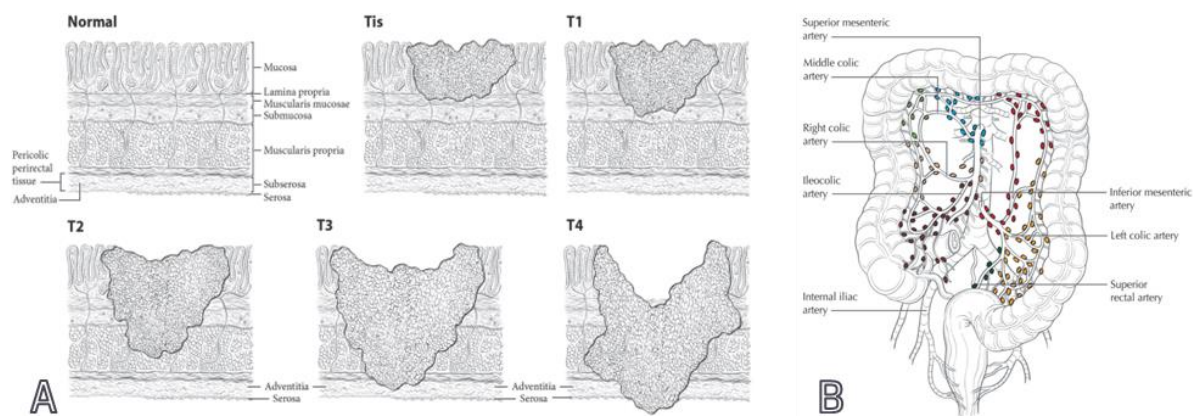 Normal
Mucosa
Lamina propria
Muscularis mucosae
Submucosa
Muscularis propria
Pericolic
perirectal
tissue
Adventitia
Subserosa
Serosa
Tis
T1
T2
T3
Adventitia
Serosa
T4
Adventitia
Serosa
A
Superior mesenteric
artery
Middle colic
artery
Right colic
artery
Ileocolic
artery
Internal iliac
artery
Inferior mesenteric
artery
Left colic artery
Superior
rectal artery
B